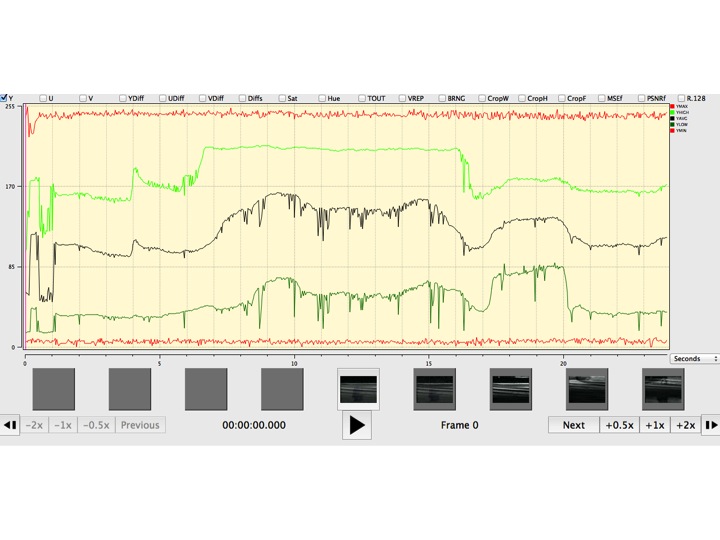 Y U V YDiff UDiff VDiff Diffs Sat Hue TOUT VREP BRNG CropW CropH CropF MSEf PSNRf R.128
255
170
85
0
YMAX
YHIGH
YAVG
YLOW
YMIN
0 5 10 15 20
Seconds
-2x -1x -0.5x Previous 00:00:00.000 Frame 0 Next +0.5x +1x +2x